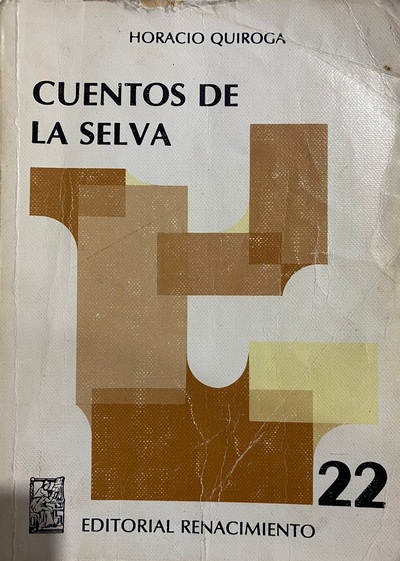 HORACIO QUIROGA
CUENTOS DE
LA SELVA
22
EDITORIAL RENACIMIENTO